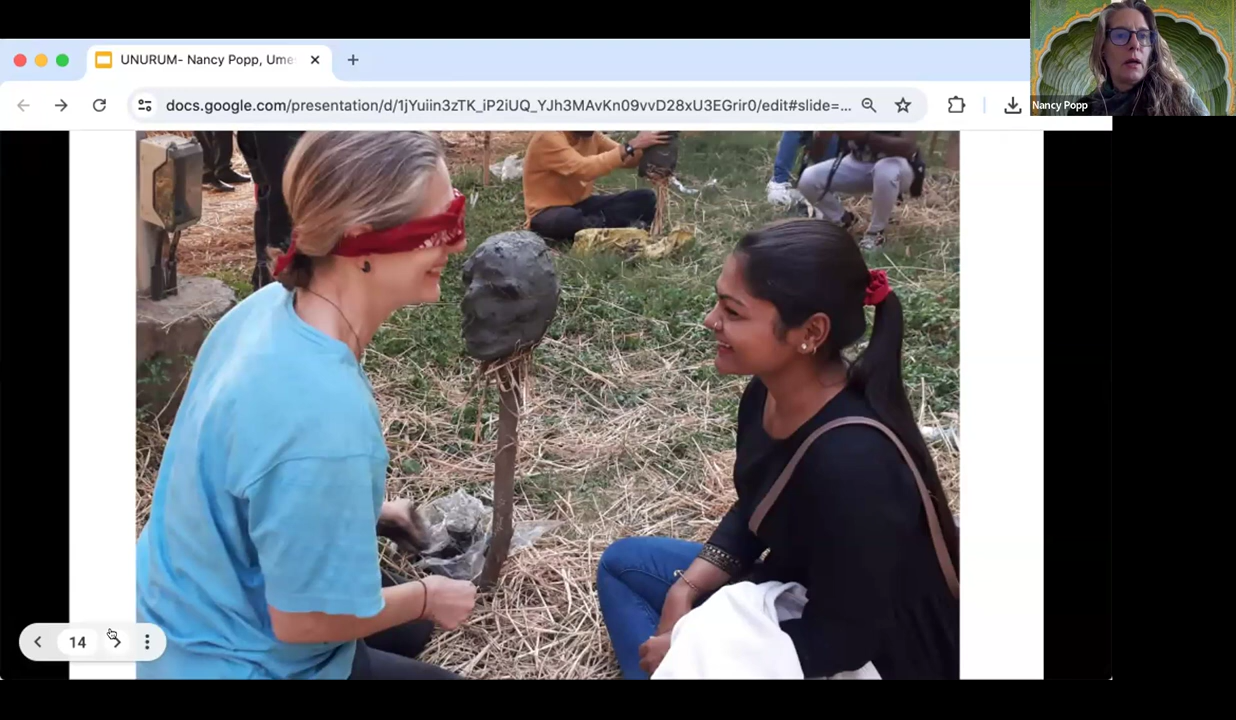 UNURUM- Nancy Popp, Ume
docs.google.com/presentation/d/1jYuiin3zTK_iP2iUQ_YJh3MAvKn09vvD28xU3EGrir0/edit#slide=...
Nancy Popp
14